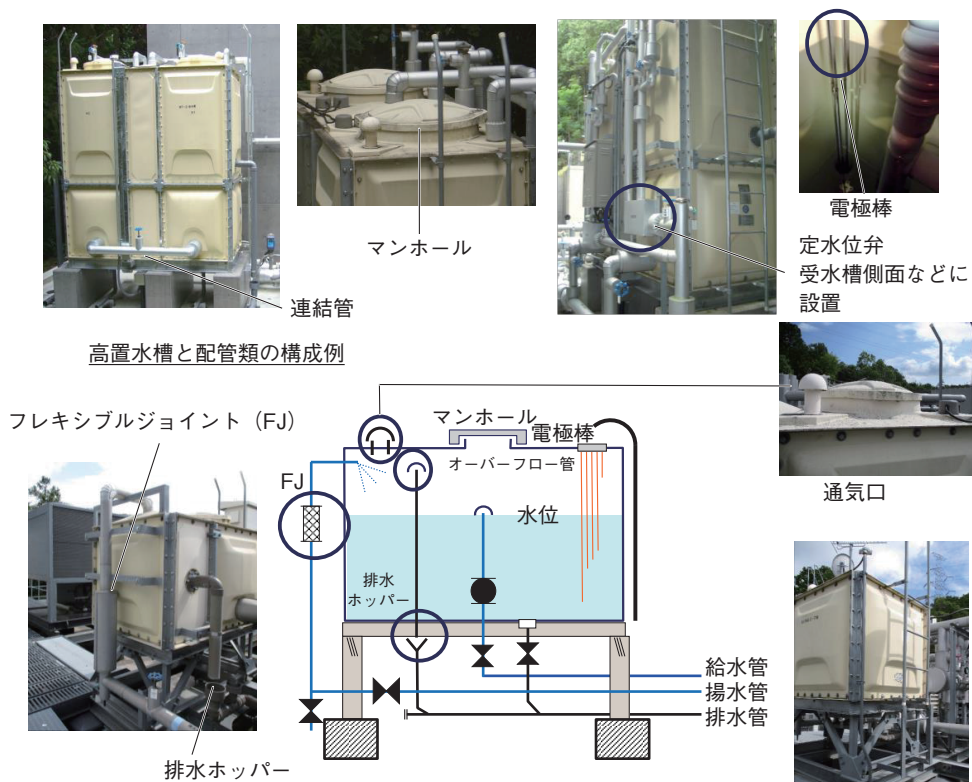 マンホール
電極棒
定水位弁
受水槽側面などに
設置
連結管
高置水槽と配管類の構成例
フレキシブルジョイント（FJ）
マンホール
電極棒
オーバーフロー管
FJ
水位
通気口
排水
ホッパー
給水管
揚水管
排水管
排水ホッパー